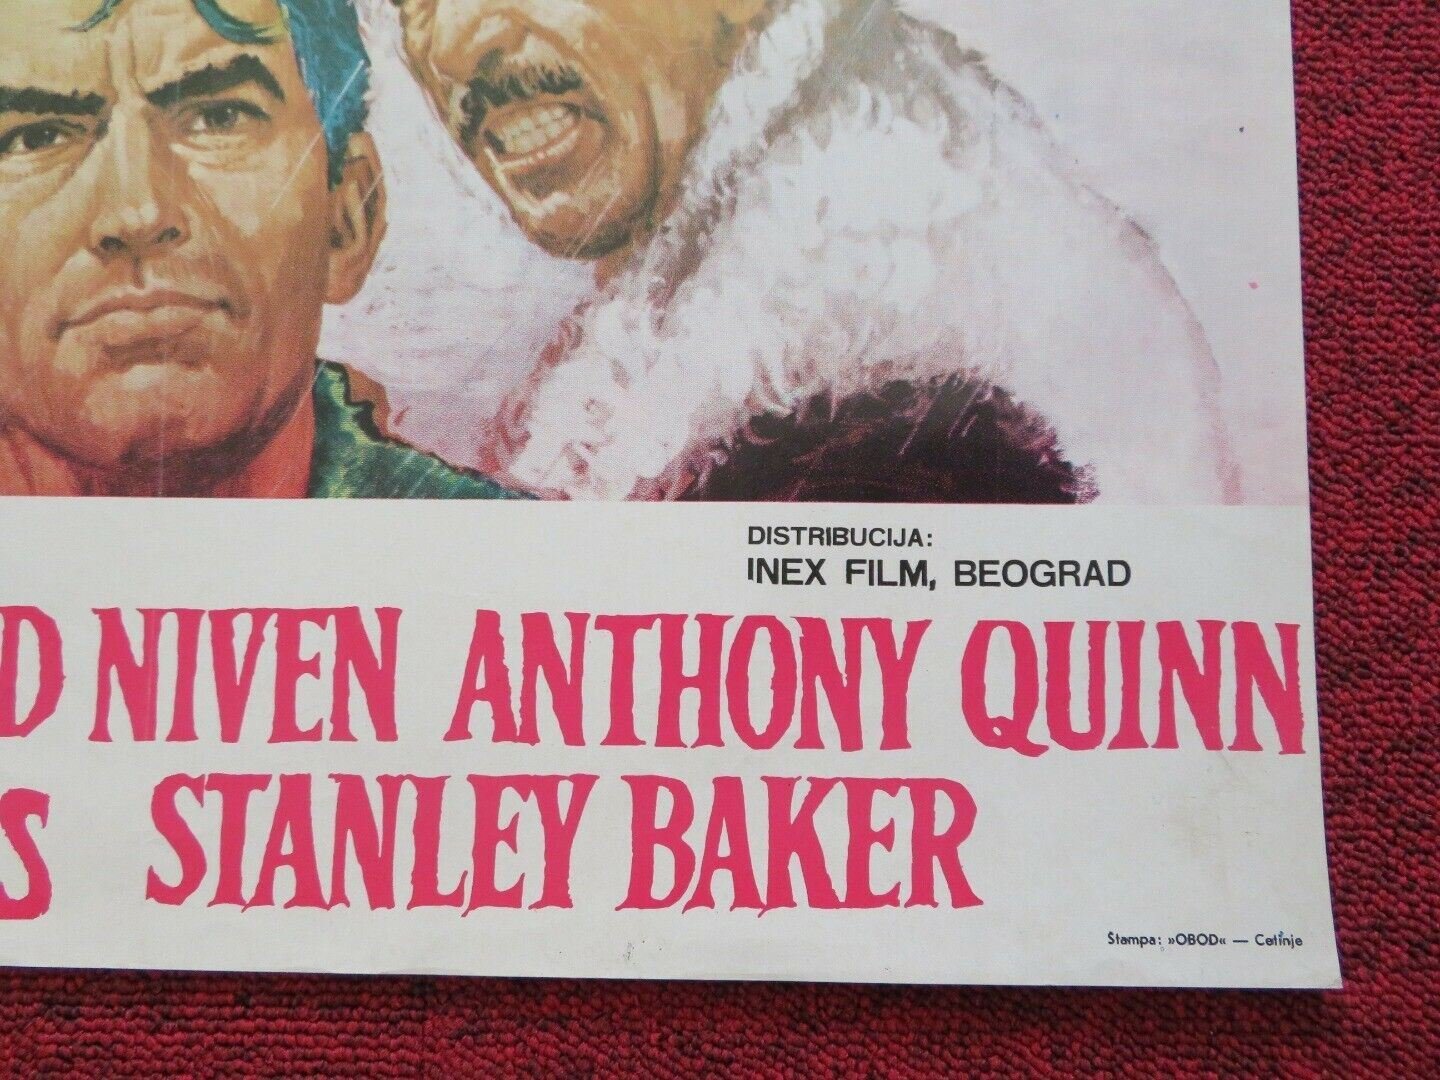 DISTRIBUCIJA:
INEX FILM, BEOGRAD
D NIVEN ANTHONY QUINN
S STANLEY BAKER
Štampa: »OBOD« — Cetinje